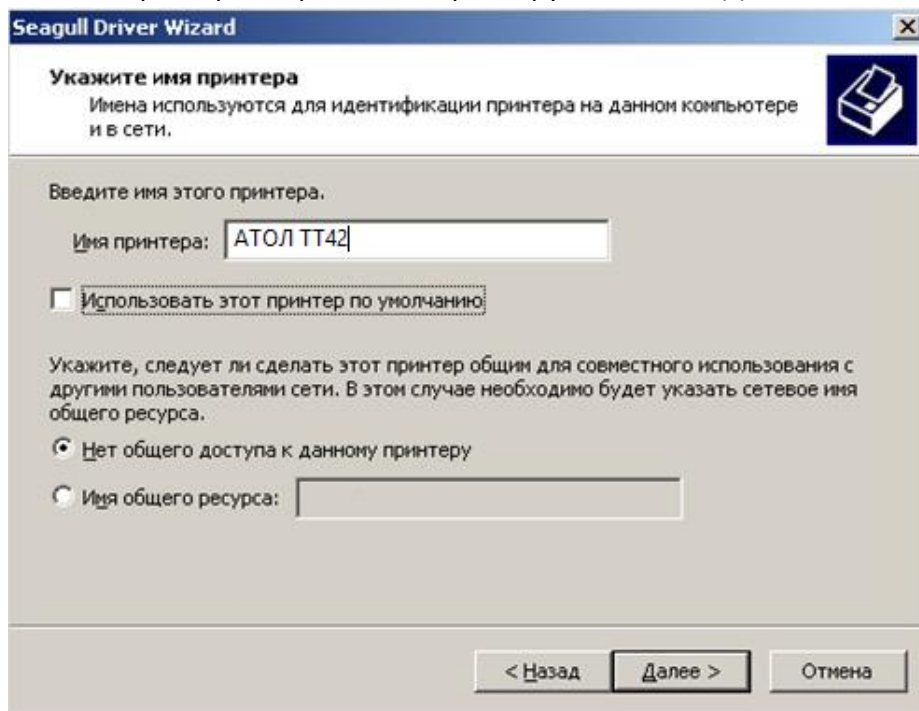 Seagull Driver Wizard
Укажите имя принтера
Имена используются для идентификации принтера на данном компьютере
и в сети.
Введите имя этого принтера.
Имя принтера: АТОЛ ТТ42
Использовать этот принтер по умолчанию
Укажите, следует ли сделать этот принтер общим для совместного использования с
другими пользователями сети. В этом случае необходимо будет указать сетевое имя
общего ресурса.
Нет общего доступа к данному принтеру
Имя общего ресурса:
< Назад Далее > Отмена